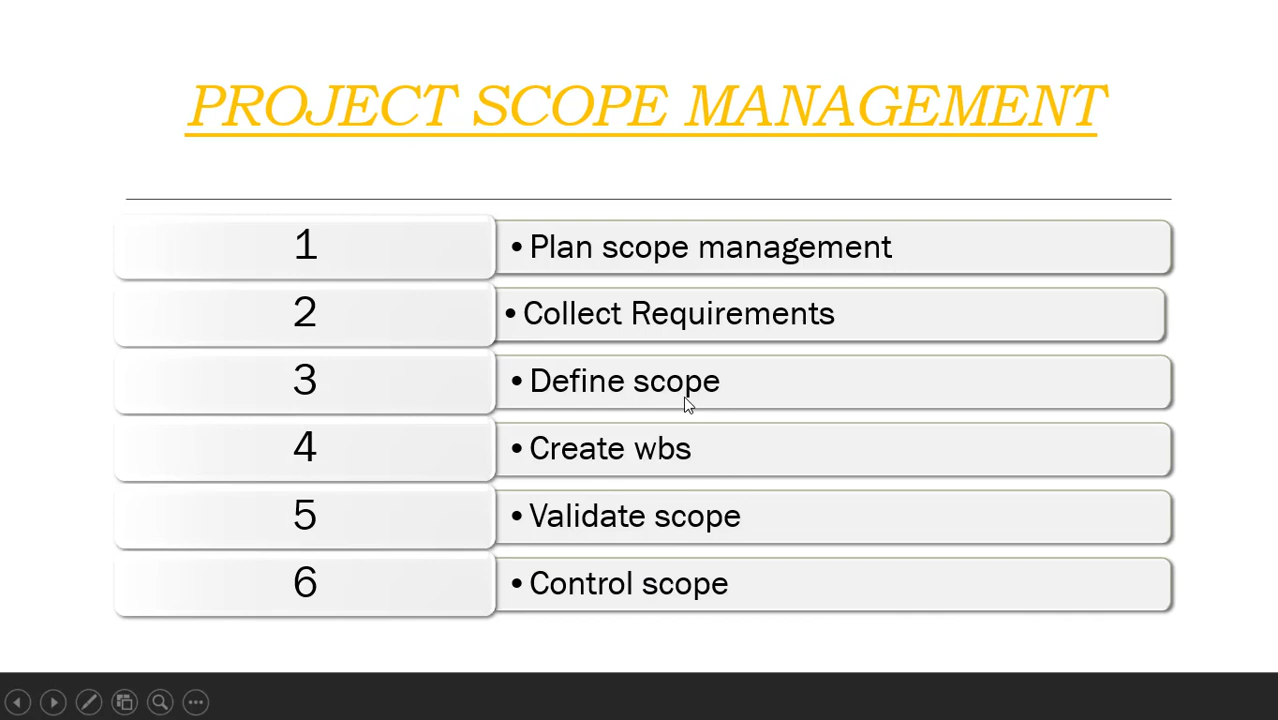 PROJECT SCOPE MANAGEMENT
1
• Plan scope management
2
• Collect Requirements
3
• Define scope
4
• Create wbs
5
• Validate scope
6
• Control scope